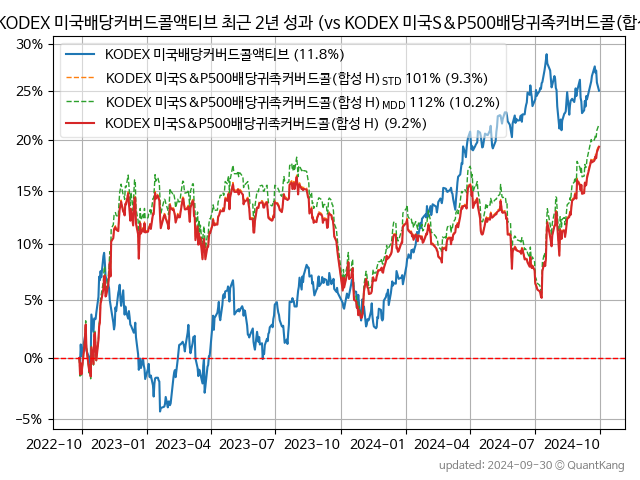 KODEX 미국배당커버드콜액티브 최근 2년 성과 (vs KODEX 미국S&P500배당귀족커버드콜(합성
30%
25%
20%
15%
10%
5%
0%
−5%
KODEX 미국배당커버드콜액티브 (11.8%)
KODEX 미국S&P500배당귀족커버드콜(합성 H) STD 101% (9.3%)
KODEX 미국S&P500배당귀족커버드콜(합성 H) MDD 112% (10.2%)
KODEX 미국S&P500배당귀족커버드콜(합성 H) (9.2%)
2022-10 2023-01 2023-04 2023-07 2023-10 2024-01 2024-04 2024-07 2024-10
updated: 2024-09-30 © QuantKang